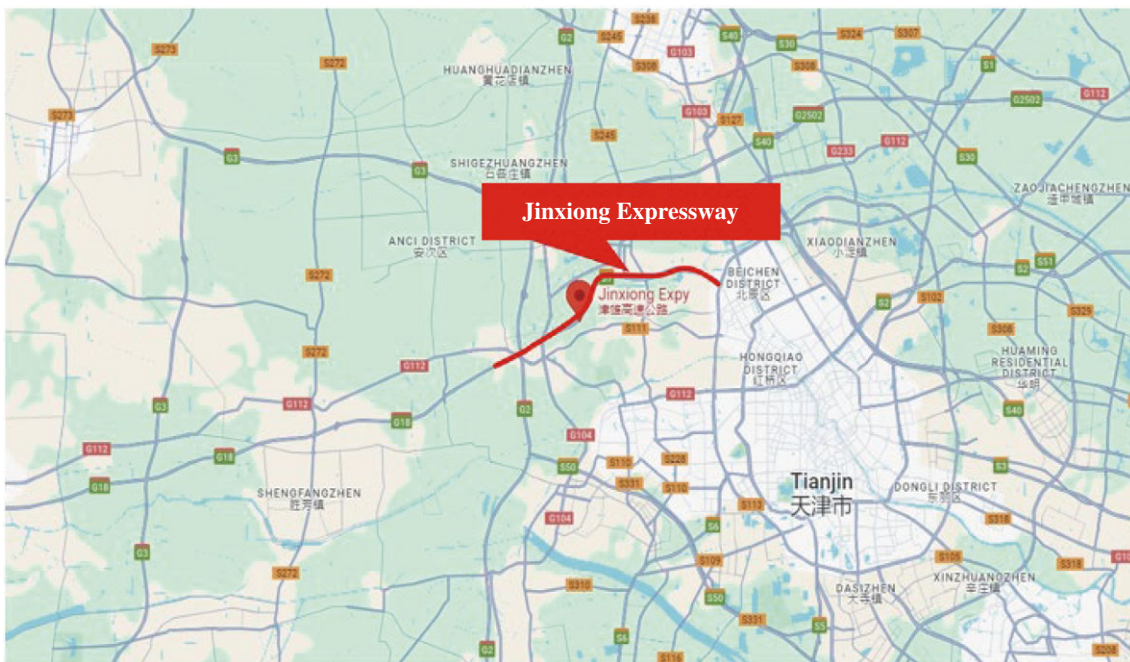 S238
S40
S324
S307
S273
G2
S245
S30
G103
S272
S308
S308
S1
HUANGHUADIANZHEN
黄花店镇
G112
G2502
S273
G103
G2502
S127
S245
S40
G112
G3
G233
S30
SHIGEZHUANGZHEN
石各庄镇
G3
ZAOJIACHENGZHEN
造甲城镇
Jinxiong Expressway
ANCI DISTRICT
安次区
XIAODIANZHEN
小淀镇
S51
S2
S272
BEICHEN
DISTRICT
北辰区
Jinxiong Expy
津雄高速公路
S102
S2
S329
S111
S308
S272
HUAMING
RESIDENTIAL
DISTRICT
华明
HONGQIAO
DISTRICT
红桥区
G112
G112
G112
G3
G2
S40
G18
G104
G112
G18
S228
S110
S50
S3
G18
Tianjin
天津市
S331
S110
DONGLI DISTRICT
东丽区
SHENGFANGZHEN
胜芳镇
S113
G104
S6
S318
G3
S105
S109
S318
S272
XINZHUANGZHEN
辛庄镇
S310
DASIZHEN
大寺镇
S50
S331
S5
S6
G2
S116
S208